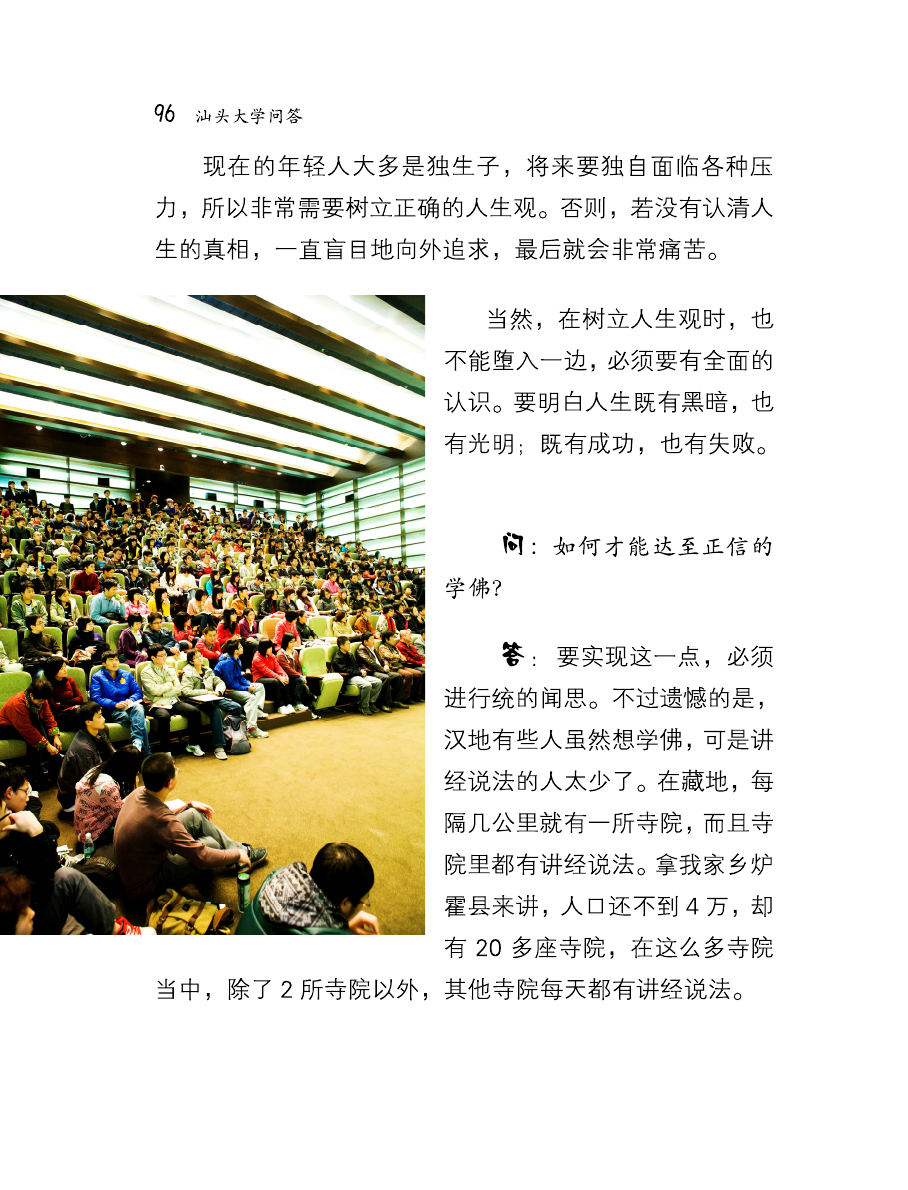 96 汕头大学问答
现在的年轻人大多是独生子，将来要独自面临各种压
力，所以非常需要树立正确的人生观。否则，若没有认清人
生的真相，一直盲目地向外追求，最后就会非常痛苦。
当然，在树立人生观时，也
不能堕入一边，必须要有全面的
认识。要明白人生既有黑暗，也
有光明；既有成功，也有失败。
问：如何才能达至正信的
学佛？
答：要实现这一点，必须
进行统的闻思。不过遗憾的是，
汉地有些人虽然想学佛，可是讲
经说法的人太少了。在藏地，每
隔几公里就有一所寺院，而且寺
院里都有讲经说法。拿我家乡炉
霍县来讲，人口还不到4万，却
有20多座寺院，在这么多寺院
当中，除了2所寺院以外，其他寺院每天都有讲经说法。